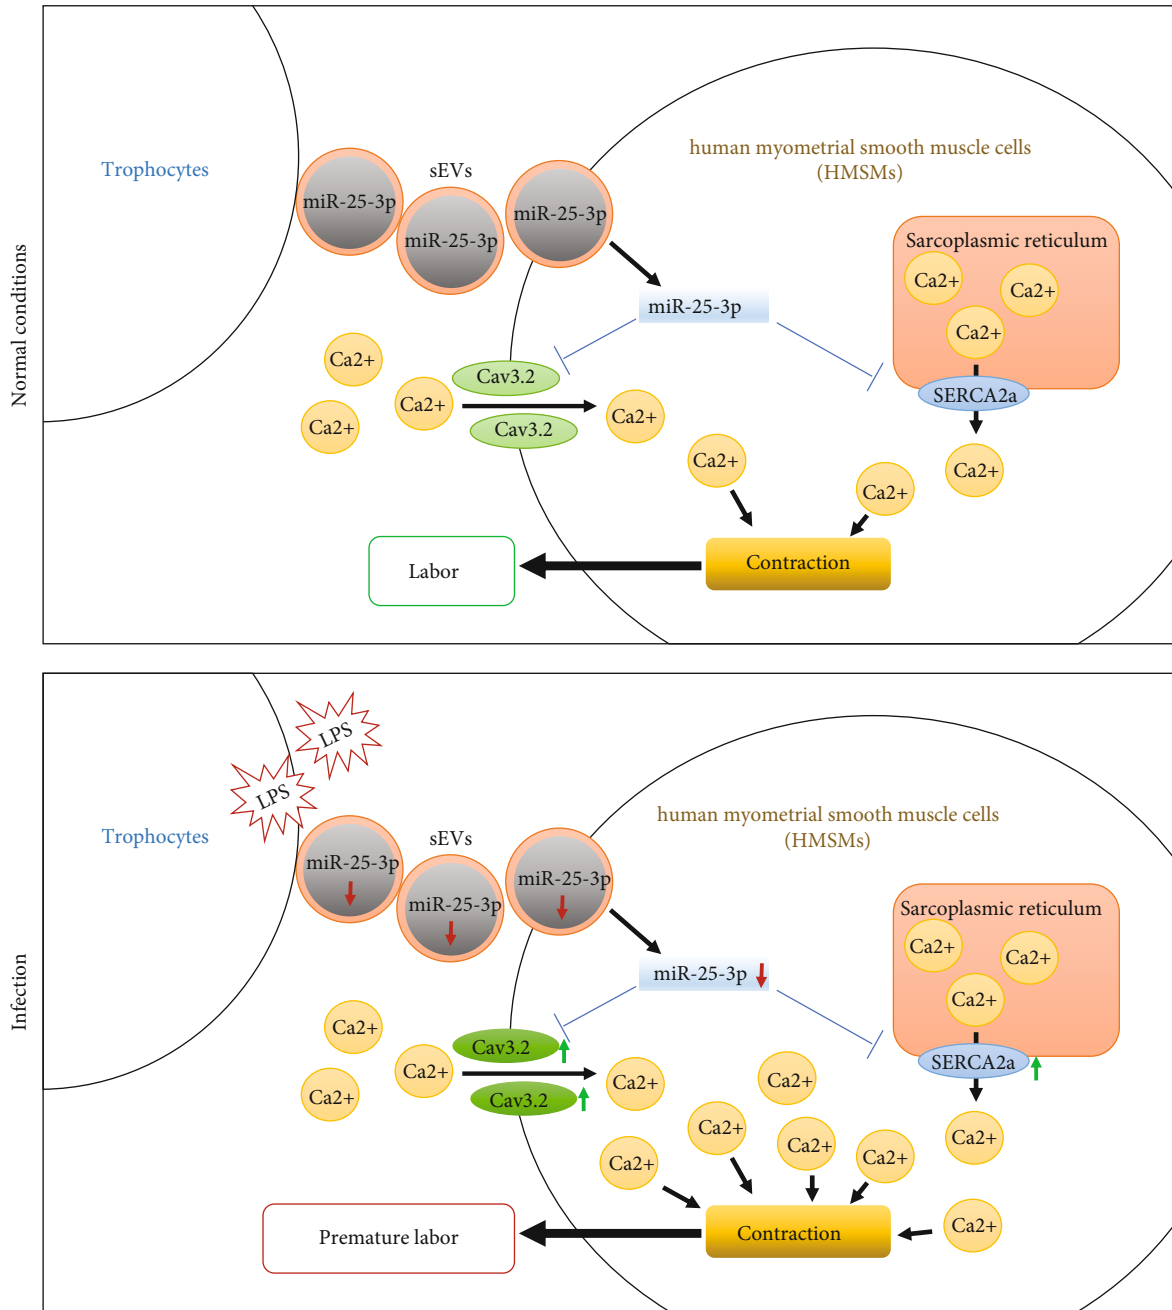 Normal conditions
Trophocytes
sEVs
human myometrial smooth muscle cells
(HMSMs)
miR-25-3p
miR-25-3p
miR-25-3p
Sarcoplasmic reticulum
Ca2+
Ca2+
Ca2+
miR-25-3p
Ca2+
Cav3.2
SERCA2a
Ca2+
Ca2+
Ca2+
Cav3.2
Ca2+
Ca2+
Ca2+
Labor
Contraction
Infection
LPS
LPS
Trophocytes
sEVs
human myometrial smooth muscle cells
(HMSMs)
miR-25-3p
miR-25-3p
miR-25-3p
Sarcoplasmic reticulum
Ca2+
Ca2+
Ca2+
miR-25-3p
Ca2+
Cav3.2
SERCA2a
Ca2+
Ca2+
Ca2+
Ca2+
Cav3.2
Ca2+
Ca2+
Ca2+
Ca2+
Ca2+
Ca2+
Premature labor
Contraction